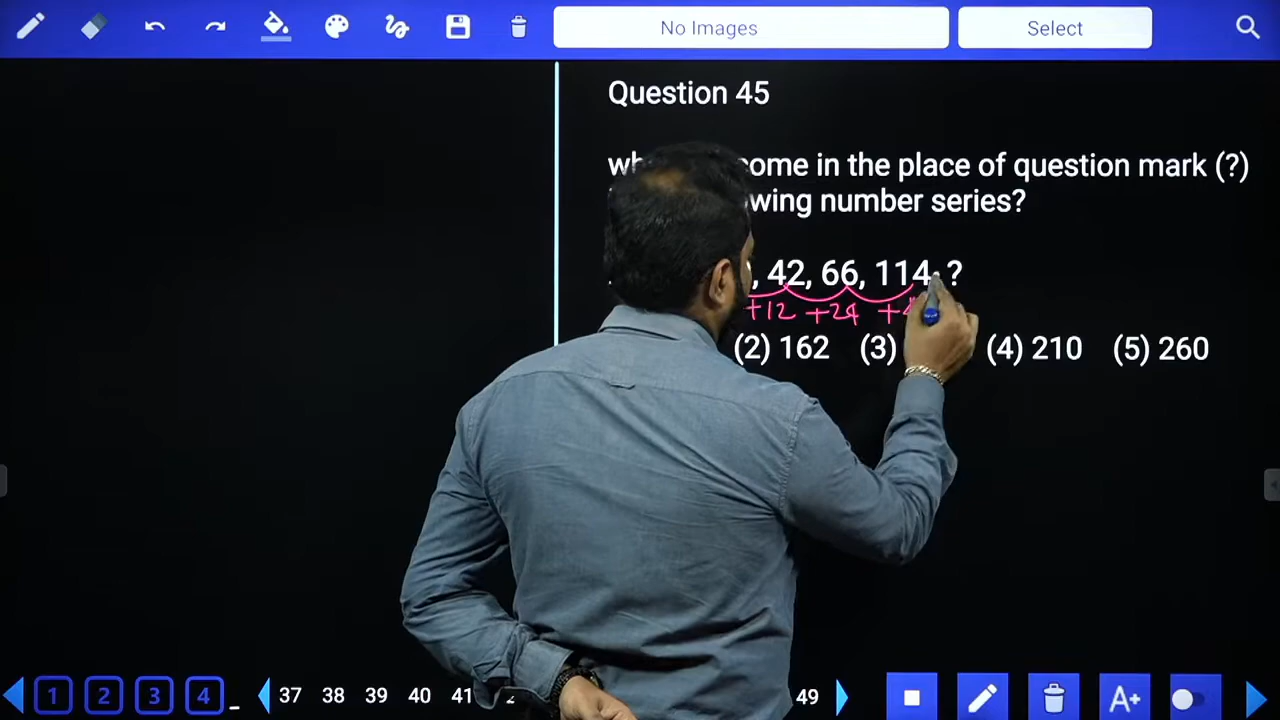 No Images
Select
Question 45
come in the place of question mark (?)
number series?
, 42, 66, 114, ?
+12 +24
(2) 162 (3) (4) 210 (5) 260
1 2 3 4 37 38 39 40 41 49
A+